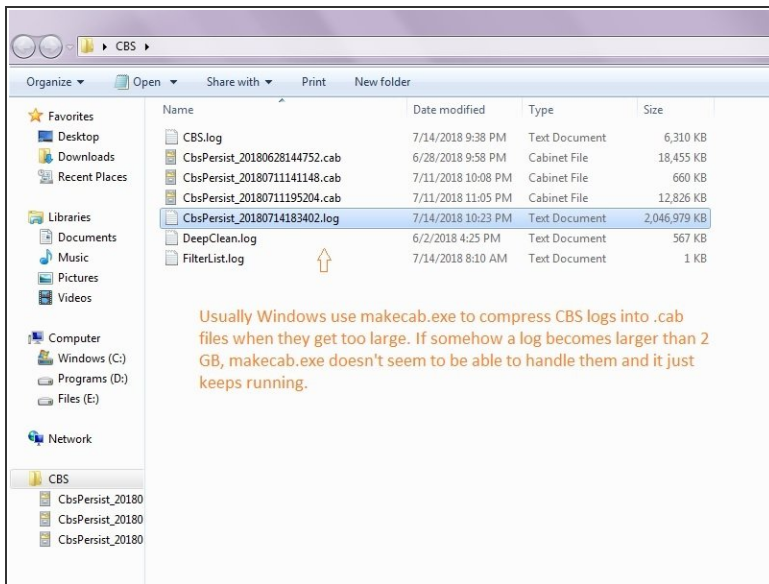 CBS
Organize Open Share with Print New folder
Name Date modified Type Size
Favorites
Desktop
Downloads
Recent Places
Libraries
Documents
Music
Pictures
Videos
Computer
Windows (C:)
Programs (D:)
Files (E:)
Network
CBS
CbsPersist_20180
CbsPersist_20180
CbsPersist_20180
CBS.log 7/14/2018 9:38 PM Text Document 6,310 KB
CbsPersist_20180628144752.cab 6/28/2018 9:58 PM Cabinet File 18,455 KB
CbsPersist_20180711141148.cab 7/11/2018 10:08 PM Cabinet File 660 KB
CbsPersist_20180711195204.cab 7/11/2018 11:05 PM Cabinet File 12,826 KB
CbsPersist_20180714183402.log 7/14/2018 10:23 PM Text Document 2,046,979 KB
DeepClean.log 6/2/2018 4:25 PM Text Document 567 KB
FilterList.log 7/14/2018 8:10 AM Text Document 1 KB
Usually Windows use makecab.exe to compress CBS logs into .cab
files when they get too large. If somehow a log becomes larger than 2
GB, makecab.exe doesn't seem to be able to handle them and it just
keeps running.